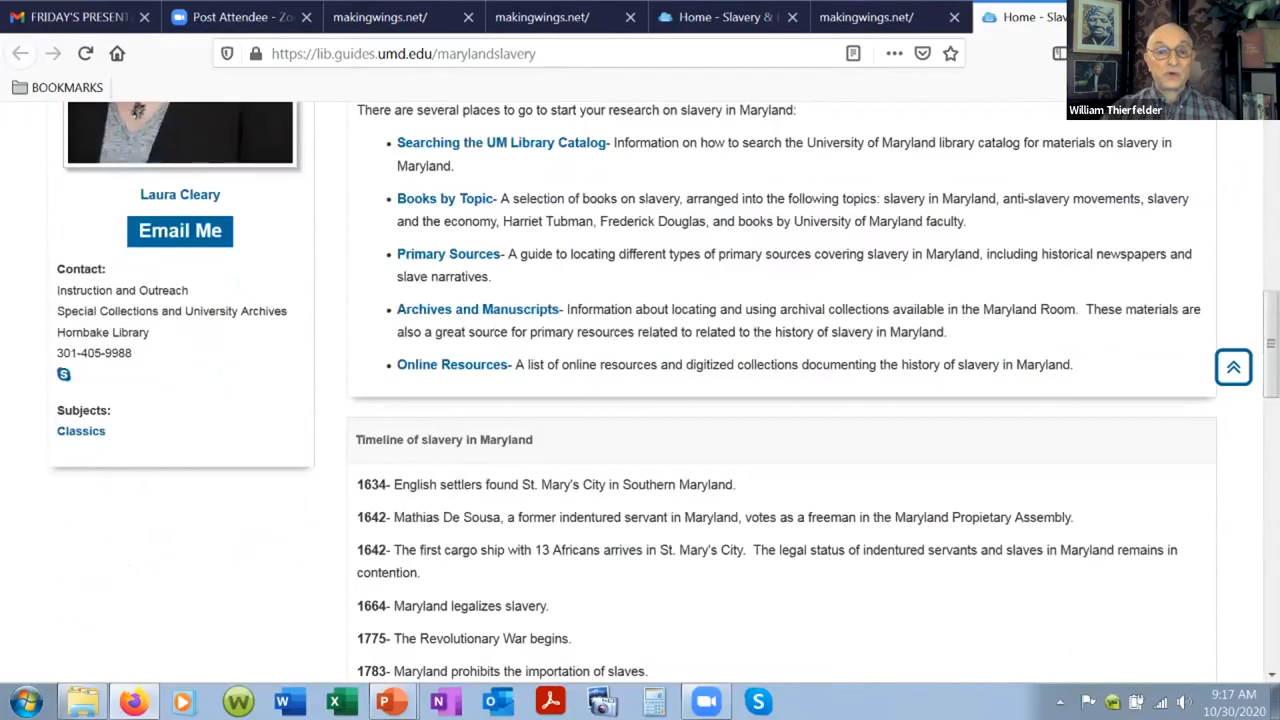 FRIDAY'S PRESENT
Post Attendee - Zo
makingwings.net/
makingwings.net/
Home - Slavery &
makingwings.net/
Home - Slav
https://lib.guides.umd.edu/marylandslavery
BOOKMARKS
William Thierfelder
There are several places to go to start your research on slavery in Maryland:
Searching the UM Library Catalog- Information on how to search the University of Maryland library catalog for materials on slavery in
Maryland.
Books by Topic- A selection of books on slavery, arranged into the following topics: slavery in Maryland, anti-slavery movements, slavery
and the economy, Harriet Tubman, Frederick Douglas, and books by University of Maryland faculty.
Primary Sources- A guide to locating different types of primary sources covering slavery in Maryland, including historical newspapers and
slave narratives.
Archives and Manuscripts- Information about locating and using archival collections available in the Maryland Room. These materials are
also a great source for primary resources related to related to the history of slavery in Maryland.
Online Resources- A list of online resources and digitized collections documenting the history of slavery in Maryland.
Laura Cleary
Email Me
Contact:
Instruction and Outreach
Special Collections and University Archives
Hornbake Library
301-405-9988
Subjects:
Classics
Timeline of slavery in Maryland
1634- English settlers found St. Mary's City in Southern Maryland.
1642- Mathias De Sousa, a former indentured servant in Maryland, votes as a freeman in the Maryland Propietary Assembly.
1642- The first cargo ship with 13 Africans arrives in St. Mary's City. The legal status of indentured servants and slaves in Maryland remains in
contention.
1664- Maryland legalizes slavery.
1775- The Revolutionary War begins.
1783- Maryland prohibits the importation of slaves.
9:17 AM
10/30/2020